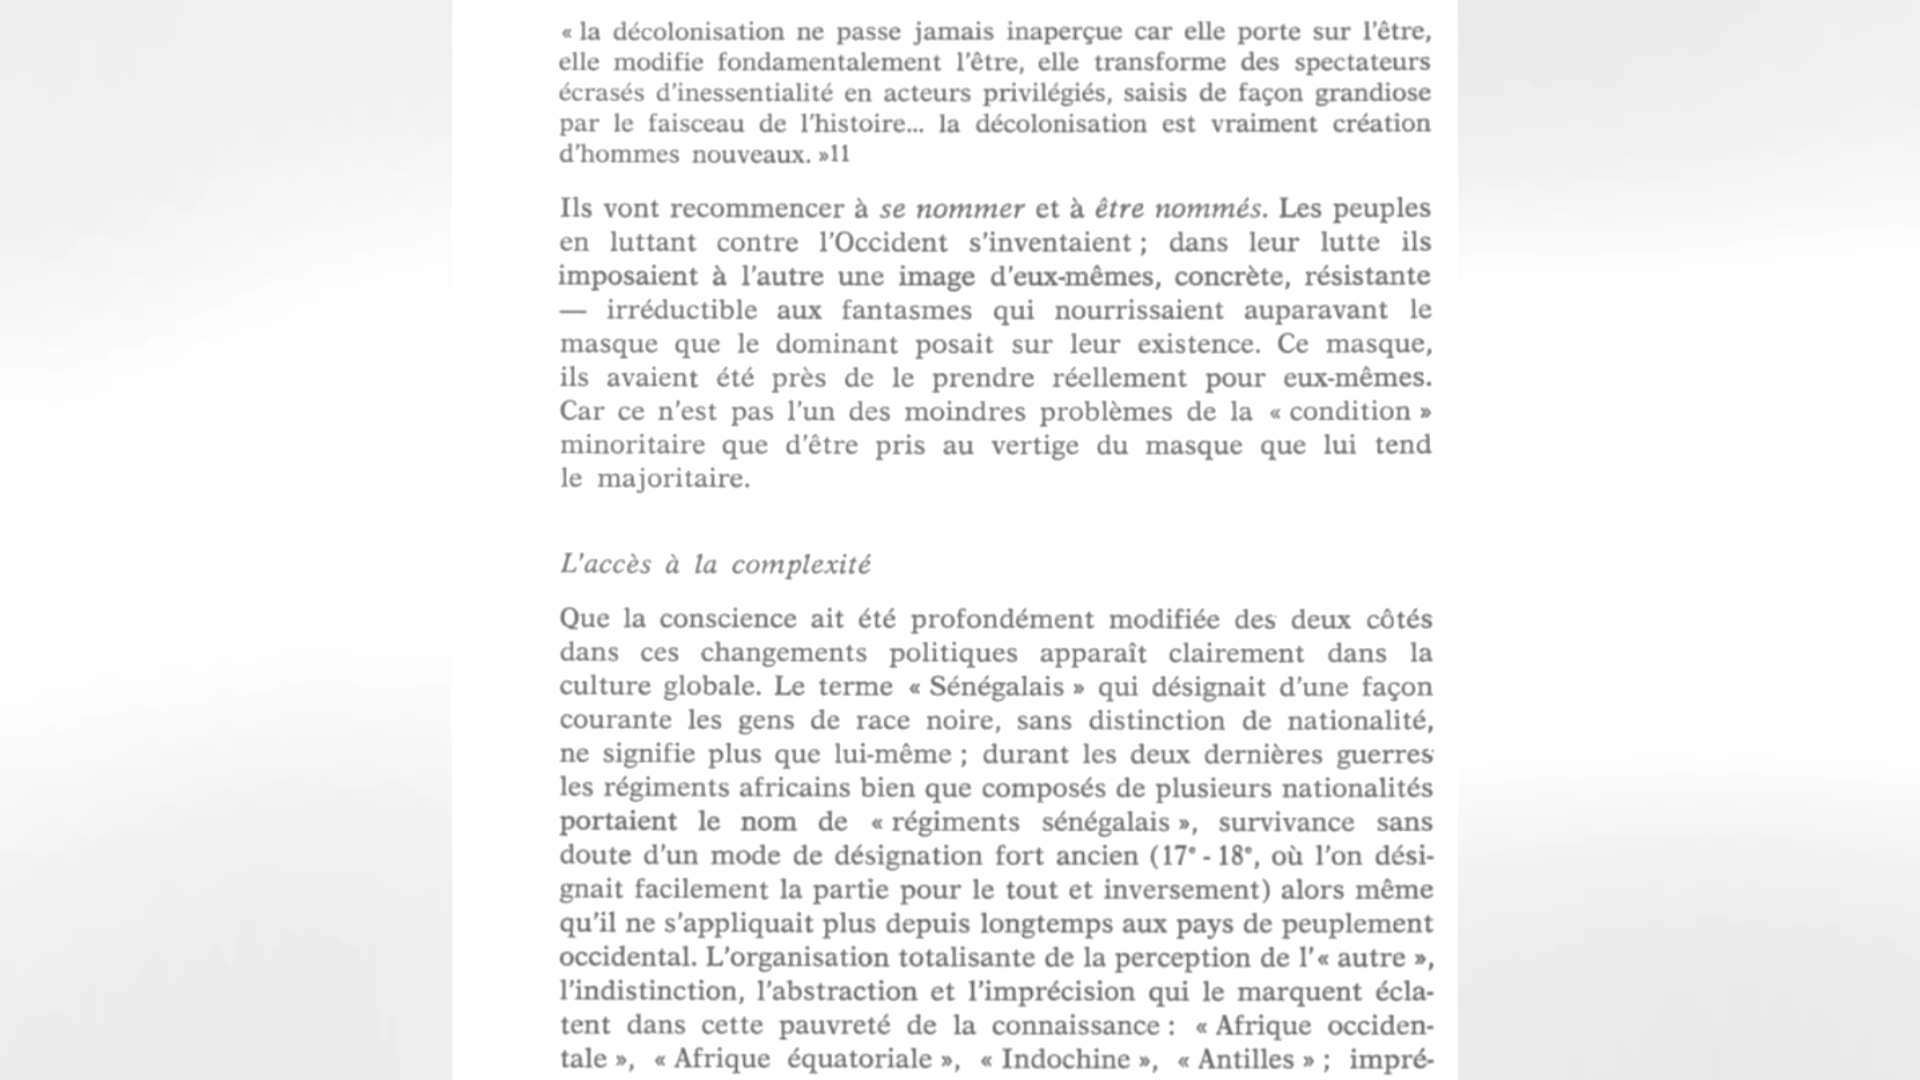 « la décolonisation ne passe jamais inaperçue car elle porte sur l'être,
elle modifie fondamentalement l'être, elle transforme des spectateurs
écrasés d'inessentialité en acteurs privilégiés, saisis de façon grandiose
par le faisceau de l'histoire... la décolonisation est vraiment création
d'hommes nouveaux. »11
Ils vont recommencer à se nommer et à être nommés. Les peuples
en luttant contre l'Occident s'inventaient ; dans leur lutte ils
imposaient à l'autre une image d'eux-mêmes, concrète, résistante
— irréductible aux fantasmes qui nourrissaient auparavant le
masque que le dominant posait sur leur existence. Ce masque,
ils avaient été près de le prendre réellement pour eux-mêmes.
Car ce n'est pas l'un des moindres problèmes de la « condition »
minoritaire que d'être pris au vertige du masque que lui tend
le majoritaire.
L'accès à la complexité
Que la conscience ait été profondément modifiée des deux côtés
dans ces changements politiques apparaît clairement dans la
culture globale. Le terme « Sénégalais » qui désignait d'une façon
courante les gens de race noire, sans distinction de nationalité,
ne signifie plus que lui-même ; durant les deux dernières guerres
les régiments africains bien que composés de plusieurs nationalités
portaient le nom de « régiments sénégalais », survivance sans
doute d'un mode de désignation fort ancien (17e - 18e, où l'on dési-
gnait facilement la partie pour le tout et inversement) alors même
qu'il ne s'appliquait plus depuis longtemps aux pays de peuplement
occidental. L'organisation totalisante de la perception de l'« autre »,
l'indistinction, l'abstraction et l'imprécision qui le marquent écla-
tent dans cette pauvreté de la connaissance : « Afrique occiden-
tale », « Afrique équatoriale », « Indochine », « Antilles » ; impré-